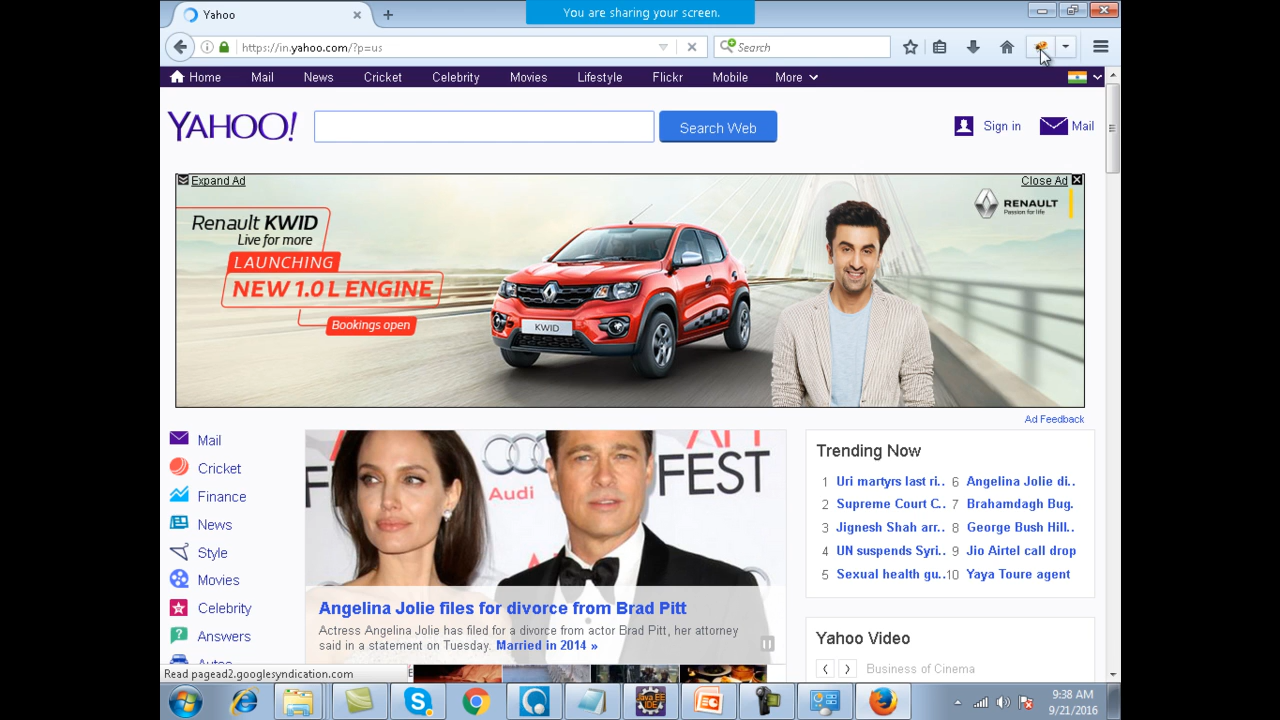 You are sharing your screen.
Yahoo
https://in.yahoo.com/?p=us
Search
Home Mail News Cricket Celebrity Movies Lifestyle Flickr Mobile More
YAHOO!
Search Web
Sign in
Mail
Expand Ad
Close Ad
Renault KWID
Live for more
LAUNCHING
NEW 1.0 L ENGINE
Bookings open
KWID
RENAULT
Passion for life
Ad Feedback
Mail
Cricket
Finance
News
Style
Movies
Celebrity
Answers
Autos
FEST
Audi
Angelina Jolie files for divorce from Brad Pitt
Actress Angelina Jolie has filed for a divorce from actor Brad Pitt, her attorney
said in a statement on Tuesday. Married in 2014 »
Trending Now
1 Uri martyrs last ri..
2 Supreme Court C..
3 Jignesh Shah arr..
4 UN suspends Syri..
5 Sexual health gu..
6 Angelina Jolie di..
7 Brahamdagh Bug.
8 George Bush Hill..
9 Jio Airtel call drop
10 Yaya Toure agent
Yahoo Video
Business of Cinema
Read pagead2.googlesyndication.com
Java EE
IDE
9:38 AM
9/21/2016